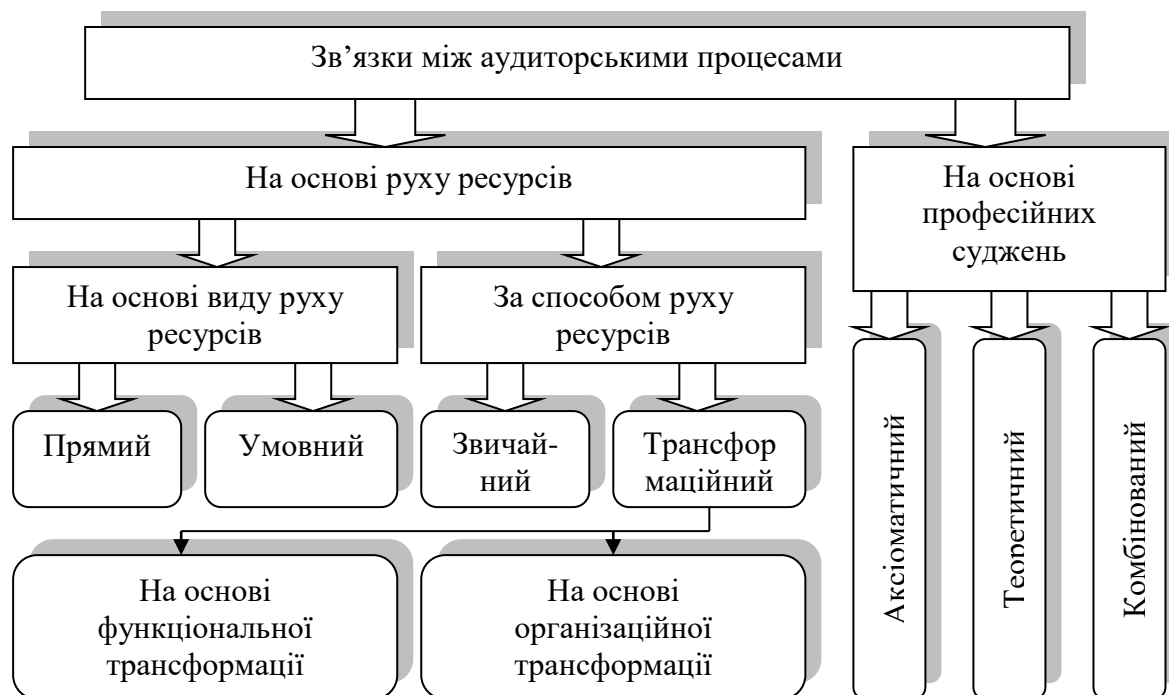 Зв’язки між аудиторськими процесами
На основі руху ресурсів
На основі
професійних
суджень
На основі виду руху
ресурсів
За способом руху
ресурсів
Прямий
Умовний
Звичай-
ний
Трансфор
маційний
На основі
функціональної
трансформації
На основі
організаційної
трансформації
Аксіоматичний
Теоретичний
Комбінований